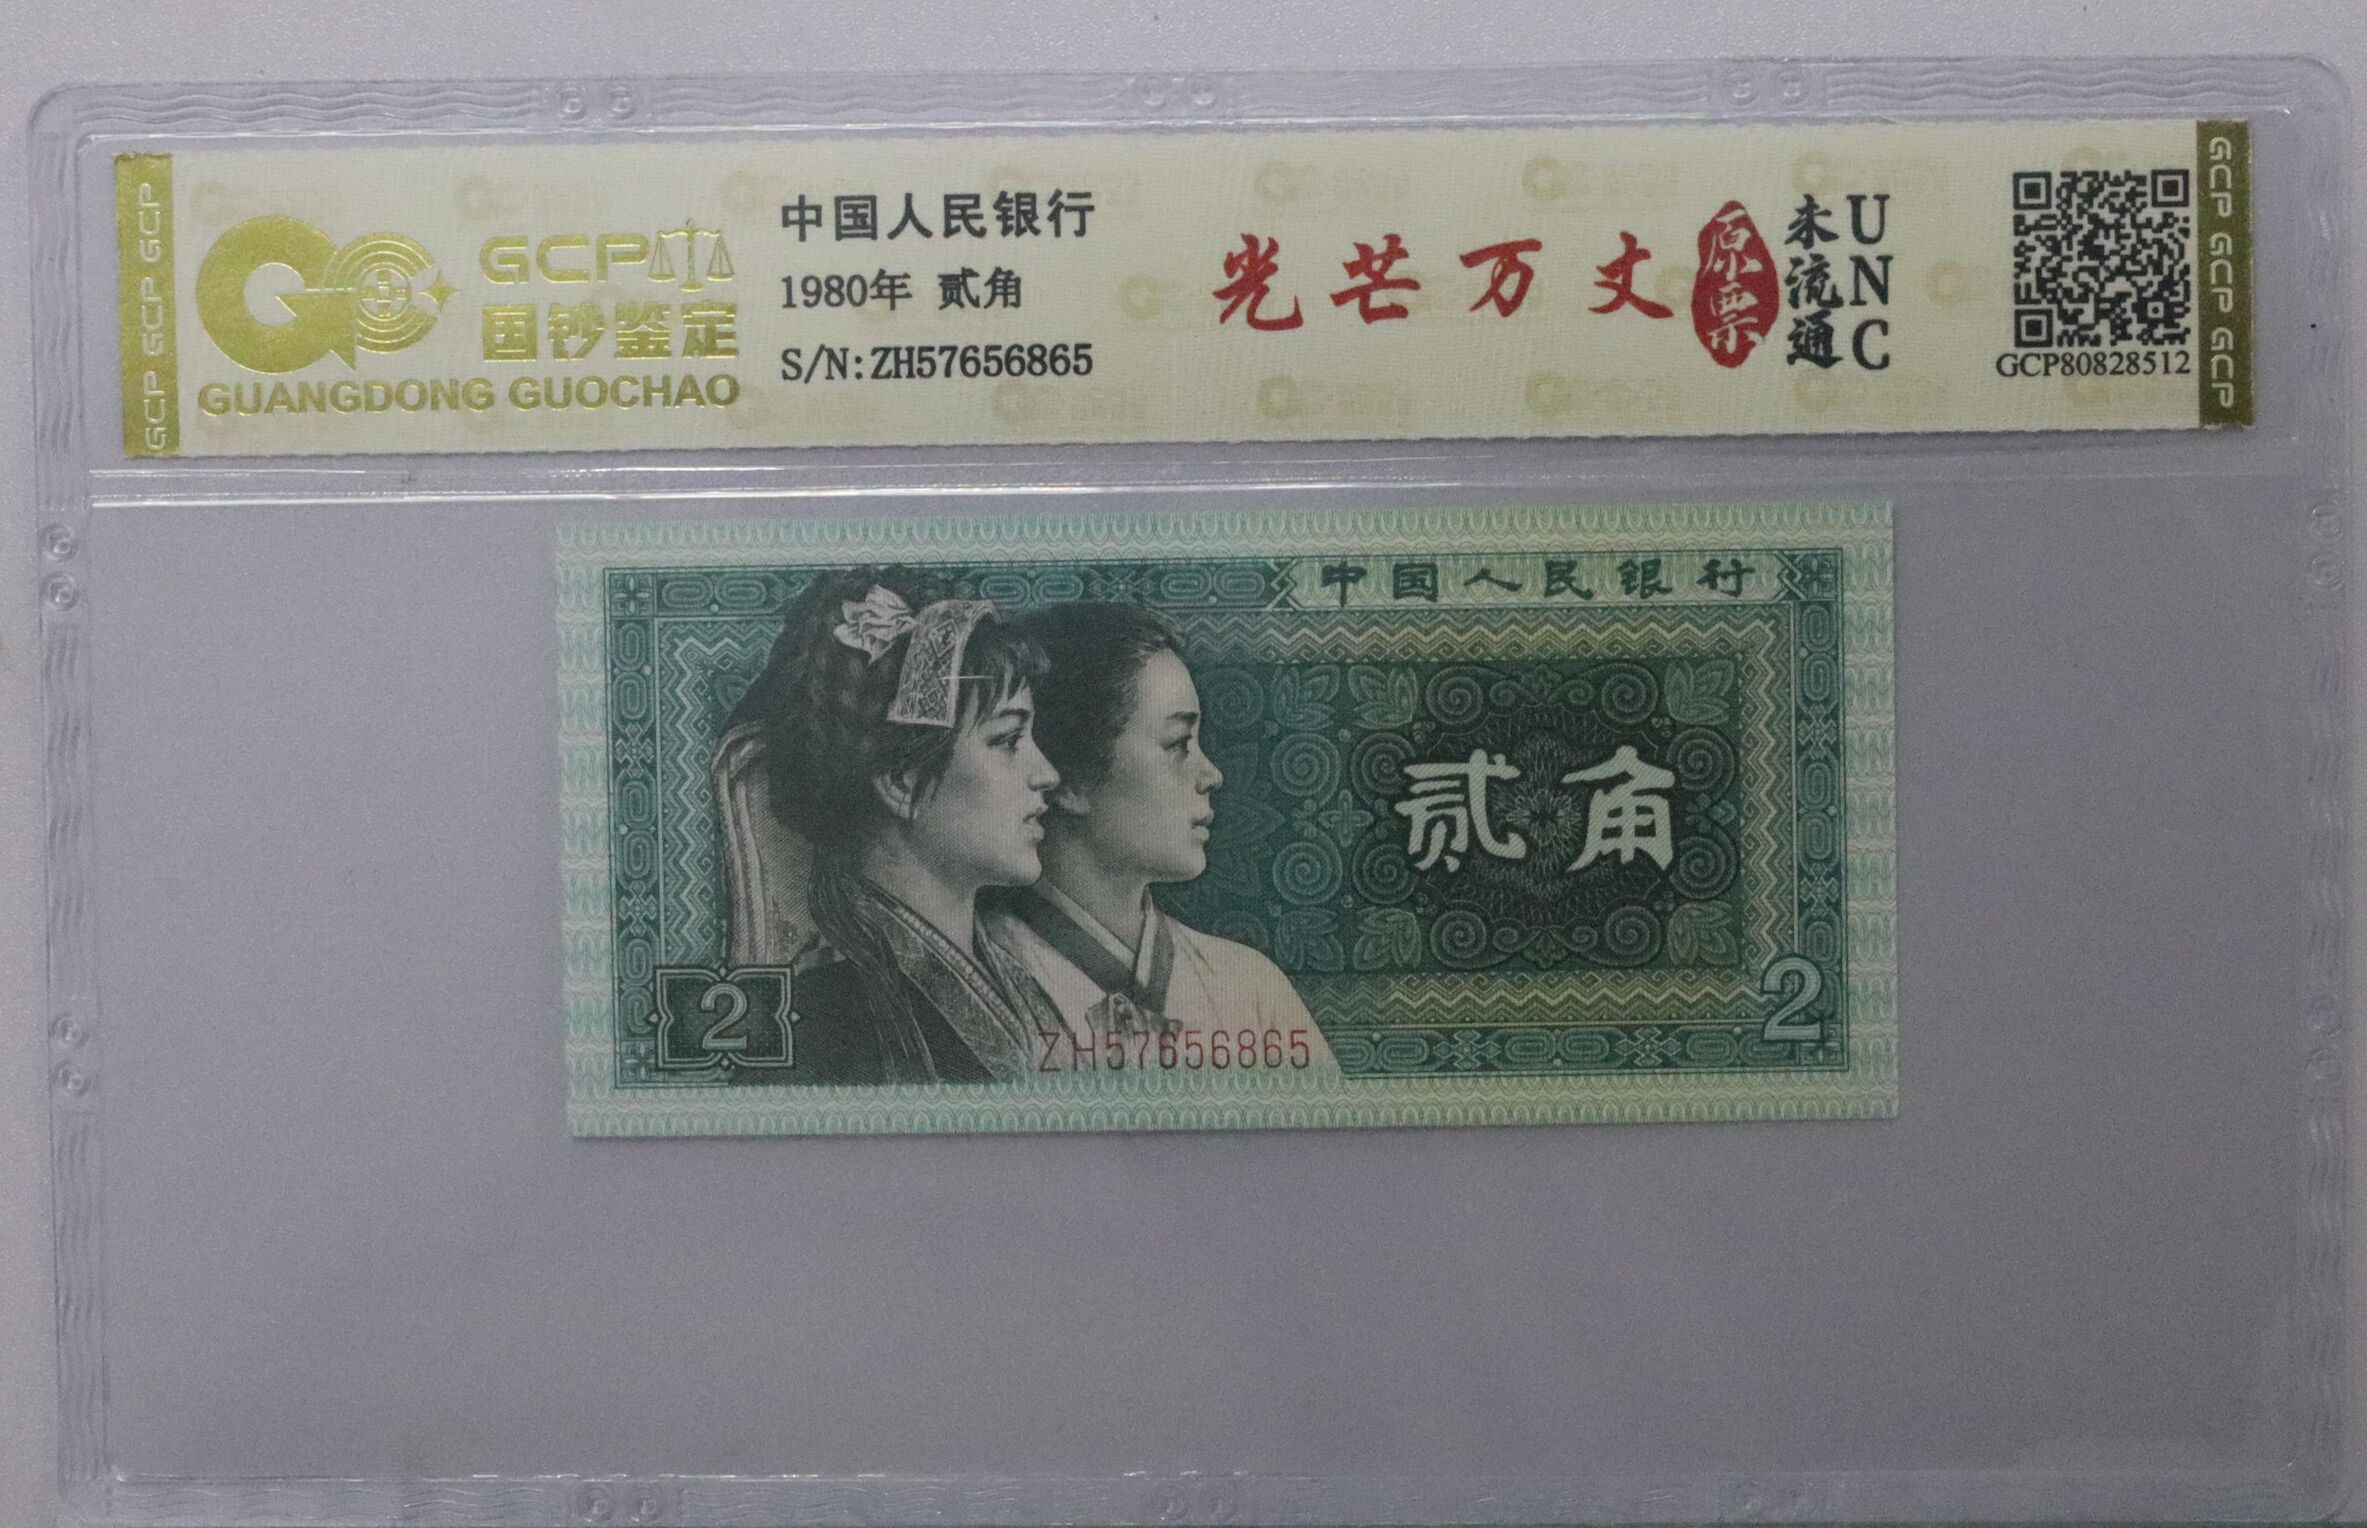 GCP GCP GCP
GCP
国钞鉴定
GUANGDONG GUOCHAO
中国人民银行
1980年 贰角
S/N:ZH57656865
光芒万丈
原票
未流通
UNC
GCP80828512
GCP GCP GCP
中国人民银行
贰角
2
2
ZH57656865